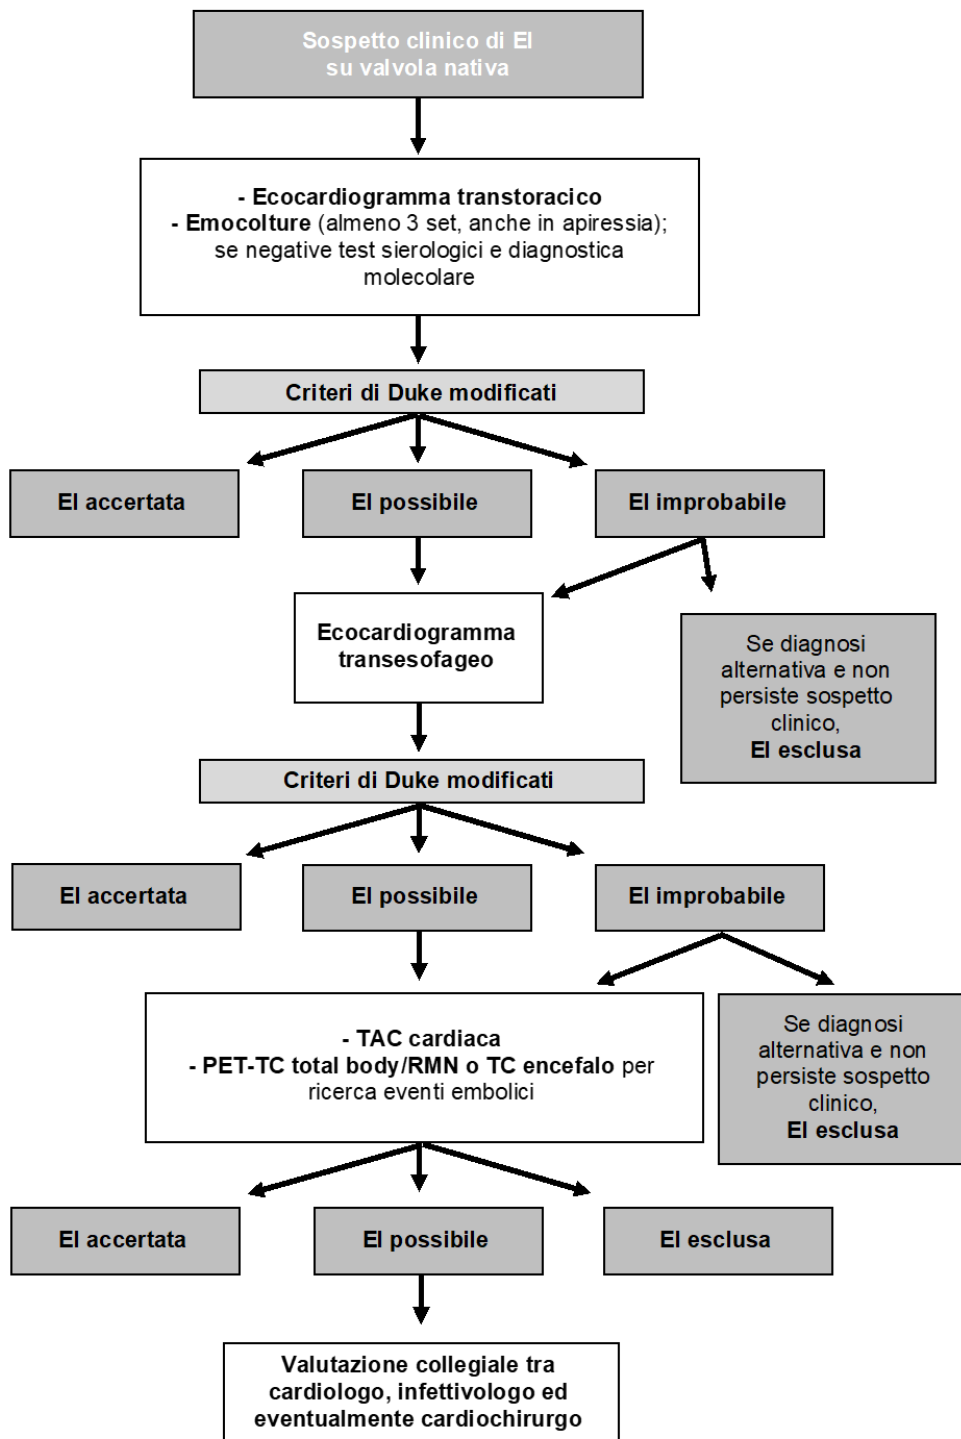 Sospetto clinico di EI
su valvola nativa
- Ecocardiogramma transtoracico
- Emocolture (almeno 3 set, anche in apiressia);
se negative test sierologici e diagnostica
molecolare
Criteri di Duke modificati
EI accertata
EI possibile
EI improbabile
Ecocardiogramma
transesofageo
Se diagnosi
alternativa e non
persiste sospetto
clinico,
EI esclusa
Criteri di Duke modificati
EI accertata
EI possibile
EI improbabile
- TAC cardiaca
- PET-TC total body/RMN o TC encefalo per
ricerca eventi embolici
Se diagnosi
alternativa e non
persiste sospetto
clinico,
EI esclusa
EI accertata
EI possibile
EI esclusa
Valutazione collegiale tra
cardiologo, infettivologo ed
eventualmente cardiochirurgo